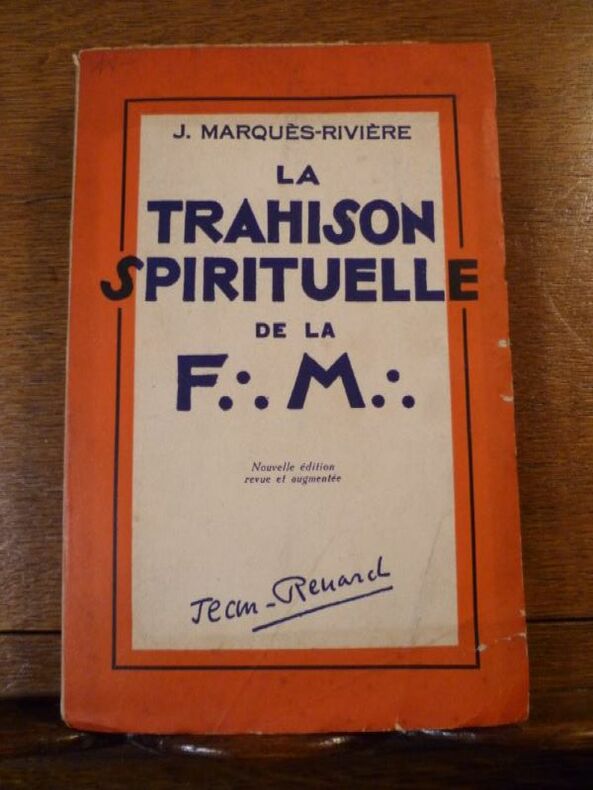 J. MARQUÈS-RIVIÈRE
LA
TRAHISON
SPIRITUELLE
DE LA
F∴ M∴
Nouvelle édition
revue et augmentée
Jean-Renard